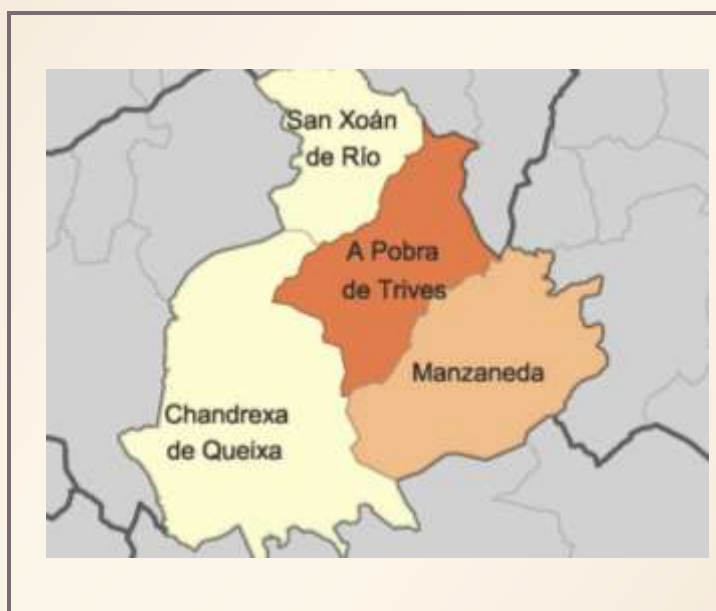 San Xoán
de Río
A Pobra
de Trives
Manzaneda
Chandrexa
de Queixa